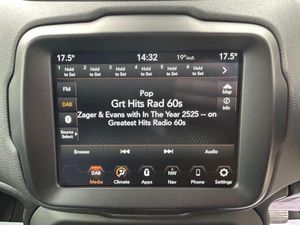 17.5° 14:32 19°out. 17.5°
1 Hold to Set 2 Hold to Set 3 Hold to Set 4 Hold to Set 5 Hold to Set 6 Hold to Set
FM
DAB
Source Select
Map
Info
Pop
Grt Hits Rad 60s
Zager & Evans with In The Year 2525 -- on
Greatest Hits Radio 60s
Browse
Audio
DAB NW
Media Climate Apps Nav Phone Settings